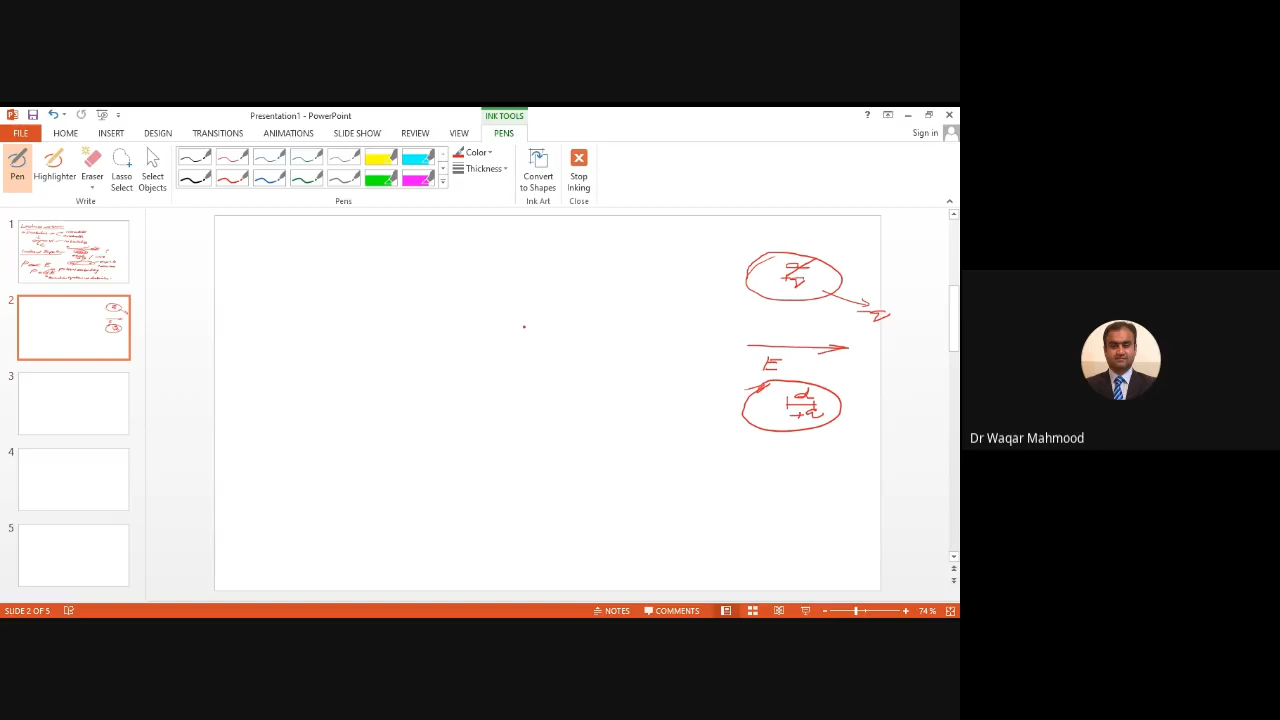 Presentation1 - PowerPoint
INK TOOLS
?
FILE
HOME
INSERT
DESIGN
TRANSITIONS
ANIMATIONS
SLIDE SHOW
REVIEW
VIEW
PENS
Sign in
Pen
Highlighter
Eraser
Lasso Select
Select Objects
Color
Thickness
Convert to Shapes
Stop Inking
Write
Pens
Ink Art
Close
1
2
3
4
5
+q
-q
E
d
+q
Dr Waqar Mahmood
SLIDE 2 OF 5
NOTES
COMMENTS
74 %